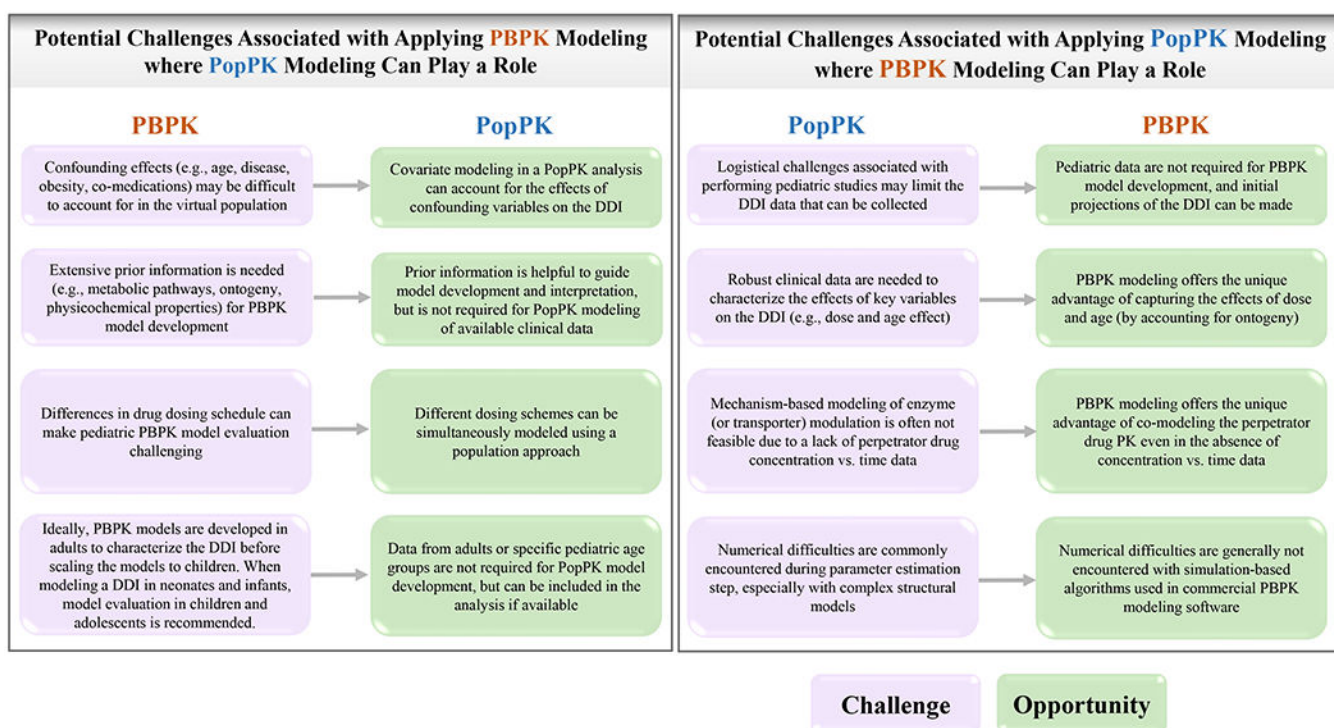 Potential Challenges Associated with Applying PBPK Modeling
where PopPK Modeling Can Play a Role
PBPK
PopPK
Confounding effects (e.g., age, disease,
obesity, co-medications) may be difficult
to account for in the virtual population
Covariate modeling in a PopPK analysis
can account for the effects of
confounding variables on the DDI
Extensive prior information is needed
(e.g., metabolic pathways, ontogeny,
physicochemical properties) for PBPK
model development
Prior information is helpful to guide
model development and interpretation,
but is not required for PopPK modeling
of available clinical data
Differences in drug dosing schedule can
make pediatric PBPK model evaluation
challenging
Different dosing schemes can be
simultaneously modeled using a
population approach
Ideally, PBPK models are developed in
adults to characterize the DDI before
scaling the models to children. When
modeling a DDI in neonates and infants,
model evaluation in children and
adolescents is recommended.
Data from adults or specific pediatric age
groups are not required for PopPK model
development, but can be included in the
analysis if available
Potential Challenges Associated with Applying PopPK Modeling
where PBPK Modeling Can Play a Role
PopPK
PBPK
Logistical challenges associated with
performing pediatric studies may limit the
DDI data that can be collected
Pediatric data are not required for PBPK
model development, and initial
projections of the DDI can be made
Robust clinical data are needed to
characterize the effects of key variables
on the DDI (e.g., dose and age effect)
PBPK modeling offers the unique
advantage of capturing the effects of dose
and age (by accounting for ontogeny)
Mechanism-based modeling of enzyme
(or transporter) modulation is often not
feasible due to a lack of perpetrator drug
concentration vs. time data
PBPK modeling offers the unique
advantage of co-modeling the perpetrator
drug PK even in the absence of
concentration vs. time data
Numerical difficulties are commonly
encountered during parameter estimation
step, especially with complex structural
models
Numerical difficulties are generally not
encountered with simulation-based
algorithms used in commercial PBPK
modeling software
Challenge
Opportunity